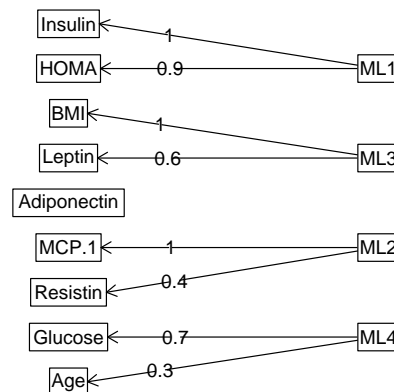 Insulin
1
HOMA
0.9
ML1
BMI
1
Leptin
0.6
ML3
Adiponectin
MCP.1
1
ML2
Resistin
0.4
Glucose
0.7
ML4
Age
0.3